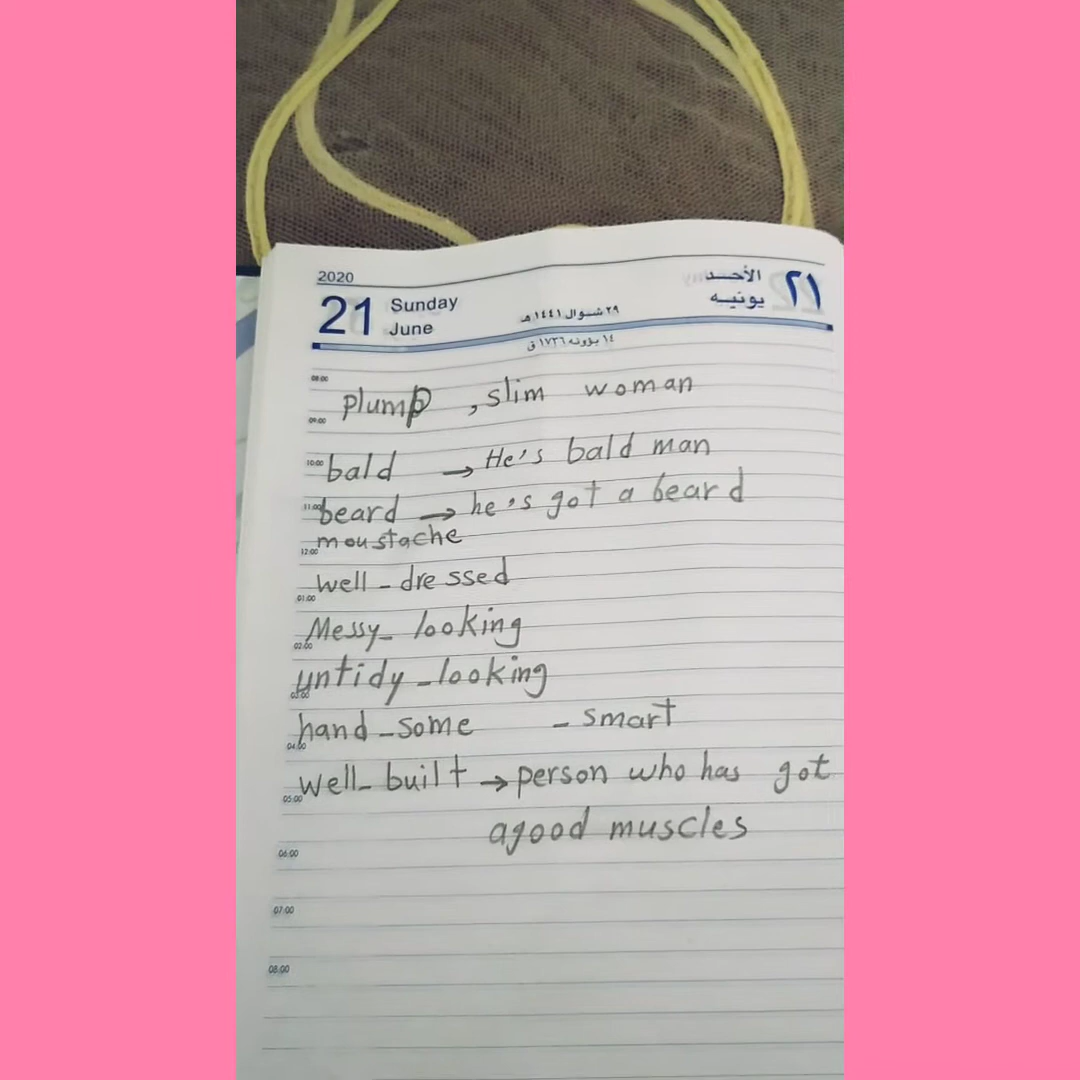 2020
21 Sunday
June
٢٩ شوال ١٤٤١ هـ
١٤ بؤونه ١٧٣٦ ق
الأحد
يونيه
٢١
08:00
plump , slim woman
09:00
10:00 bald → He's bald man
11:00 beard → he's got a beard
12:00 moustache
well-dressed
01:00
Messy-looking
02:00
untidy-looking
03:00
hand-some - smart
04:00
well-built → person who has got
05:00
agood muscles
06:00
07:00
08:00